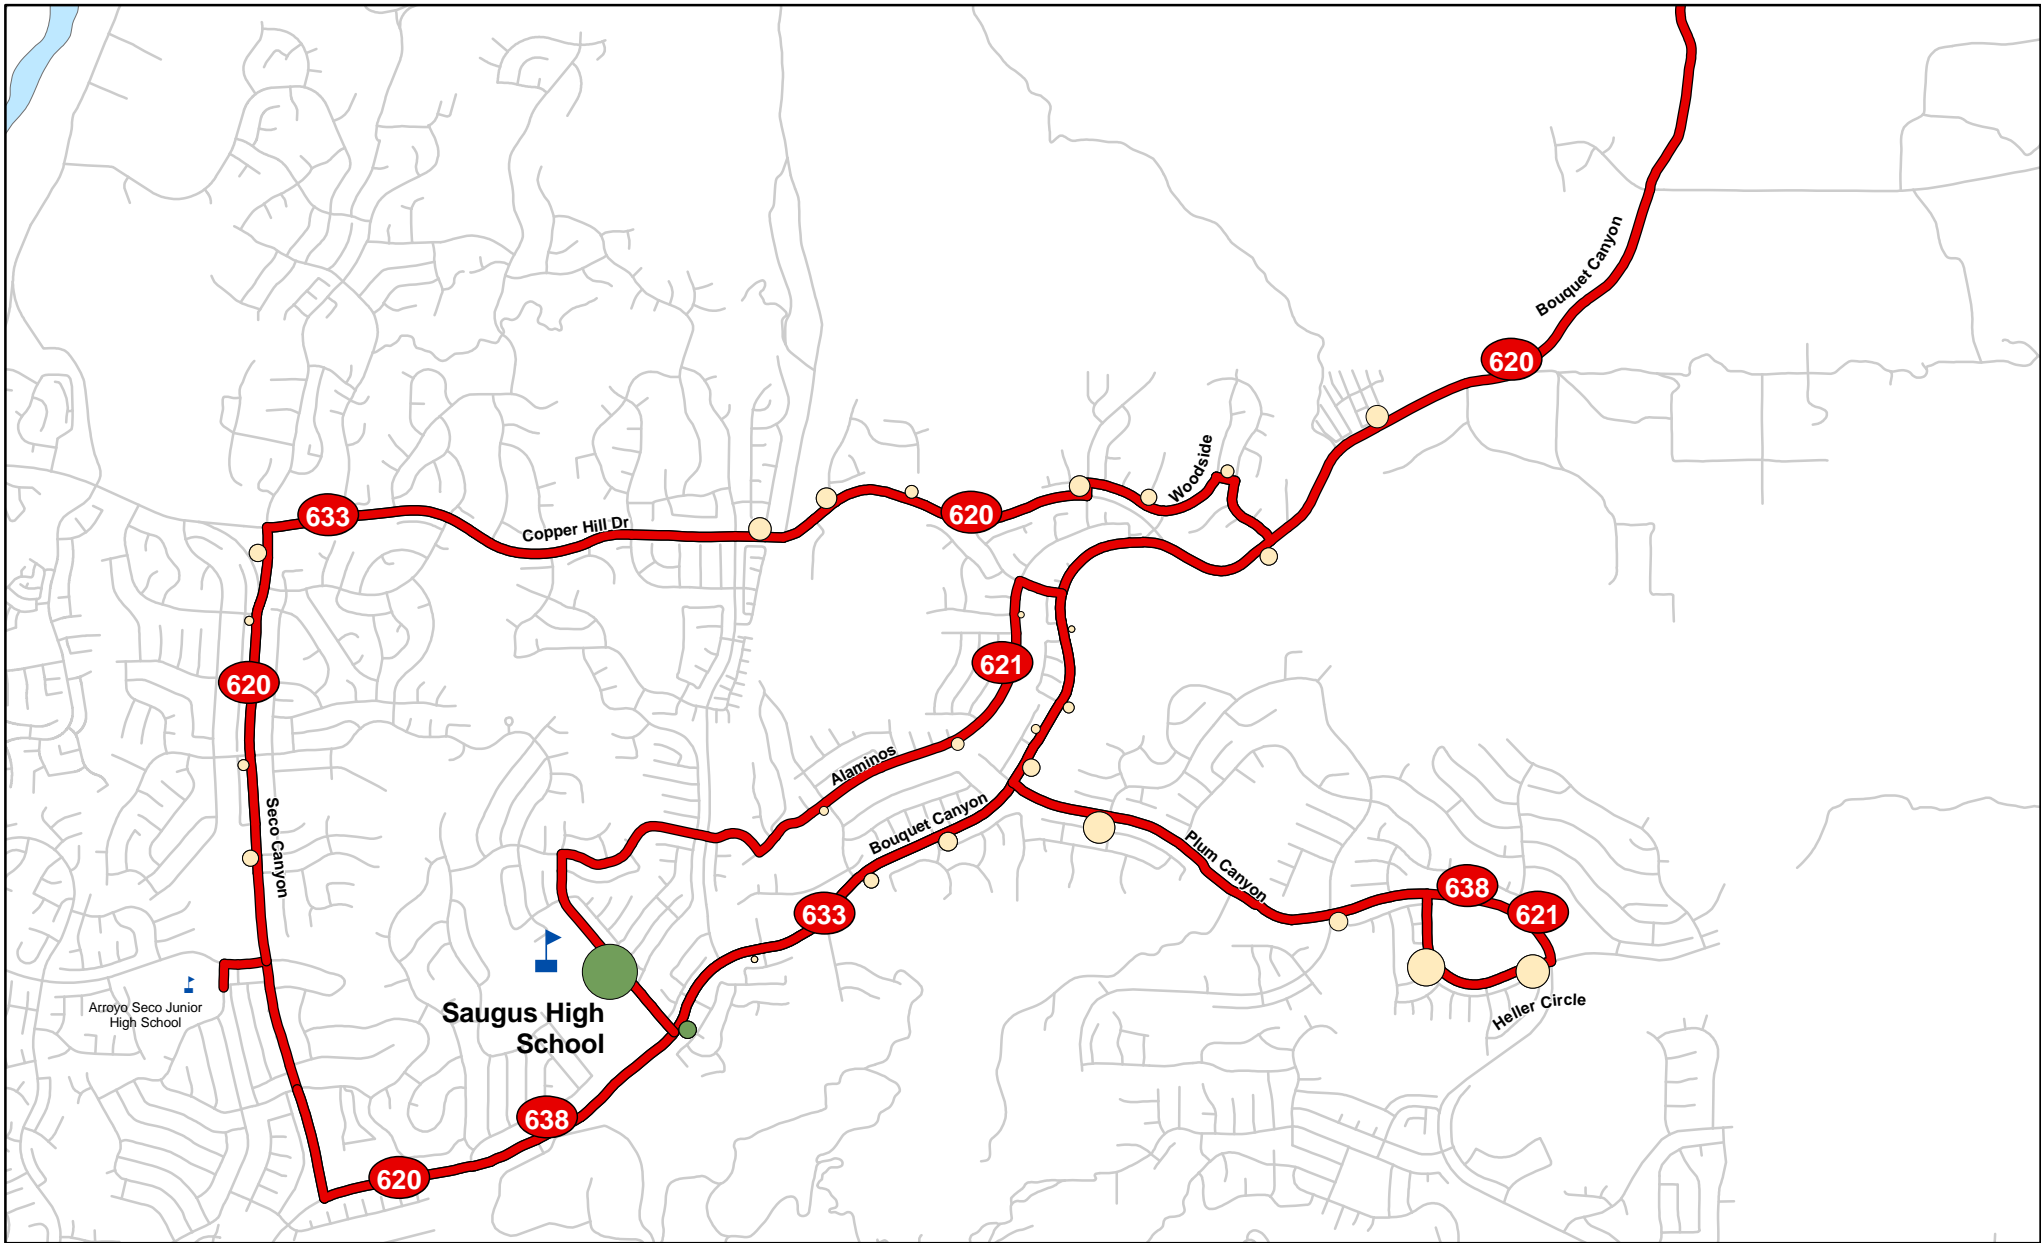 Bouquet Canyon
620
Woodside
633
Copper Hill Dr
620
621
620
Alaminos
Bouquet Canyon
Seco Canyon
Plum Canyon
638
621
633
Heller Circle
Saugus High
School
Arroyo Seco Junior
High School
638
620